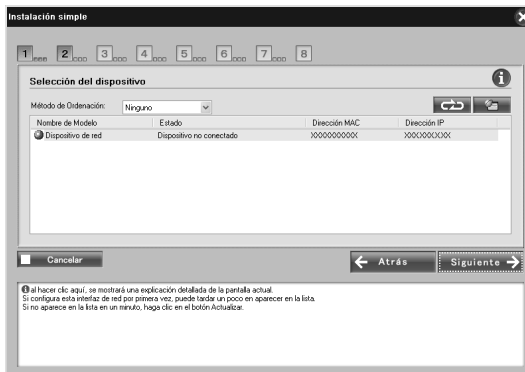 Instalación simple
1 2 3 4 5 6 7 8
Selección del dispositivo
Método de Ordenación: Ninguno
Nombre de Modelo Estado Dirección MAC Dirección IP
Dispositivo de red Dispositivo no conectado XXXXXXXXXX XXX.XXX.XX.XX
Cancelar Atrás Siguiente
al hacer clic aquí, se mostrará una explicación detallada de la pantalla actual.
Si configura esta interfaz de red por primera vez, puede tardar un poco en aparecer en la lista.
Si no aparece en la lista en un minuto, haga clic en el botón Actualizar.